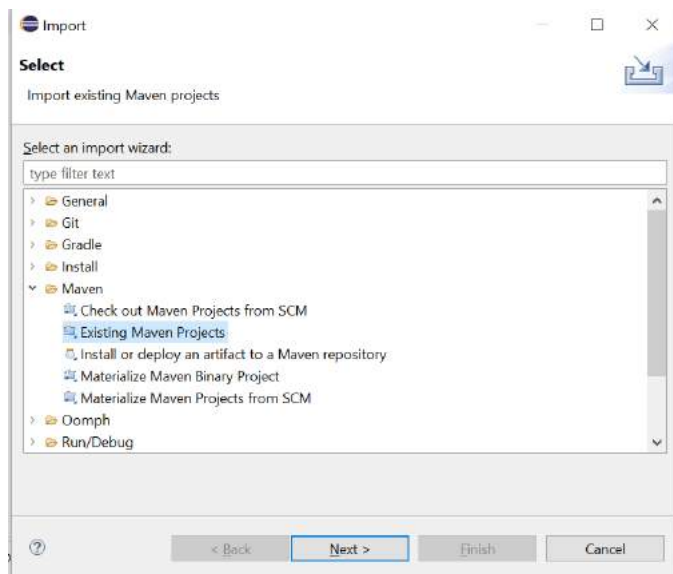 Import
Select
Import existing Maven projects
Select an import wizard:
type filter text
General
Git
Gradle
Install
Maven
Check out Maven Projects from SCM
Existing Maven Projects
Install or deploy an artifact to a Maven repository
Materialize Maven Binary Project
Materialize Maven Projects from SCM
Oomph
Run/Debug
< Back Next > Finish Cancel